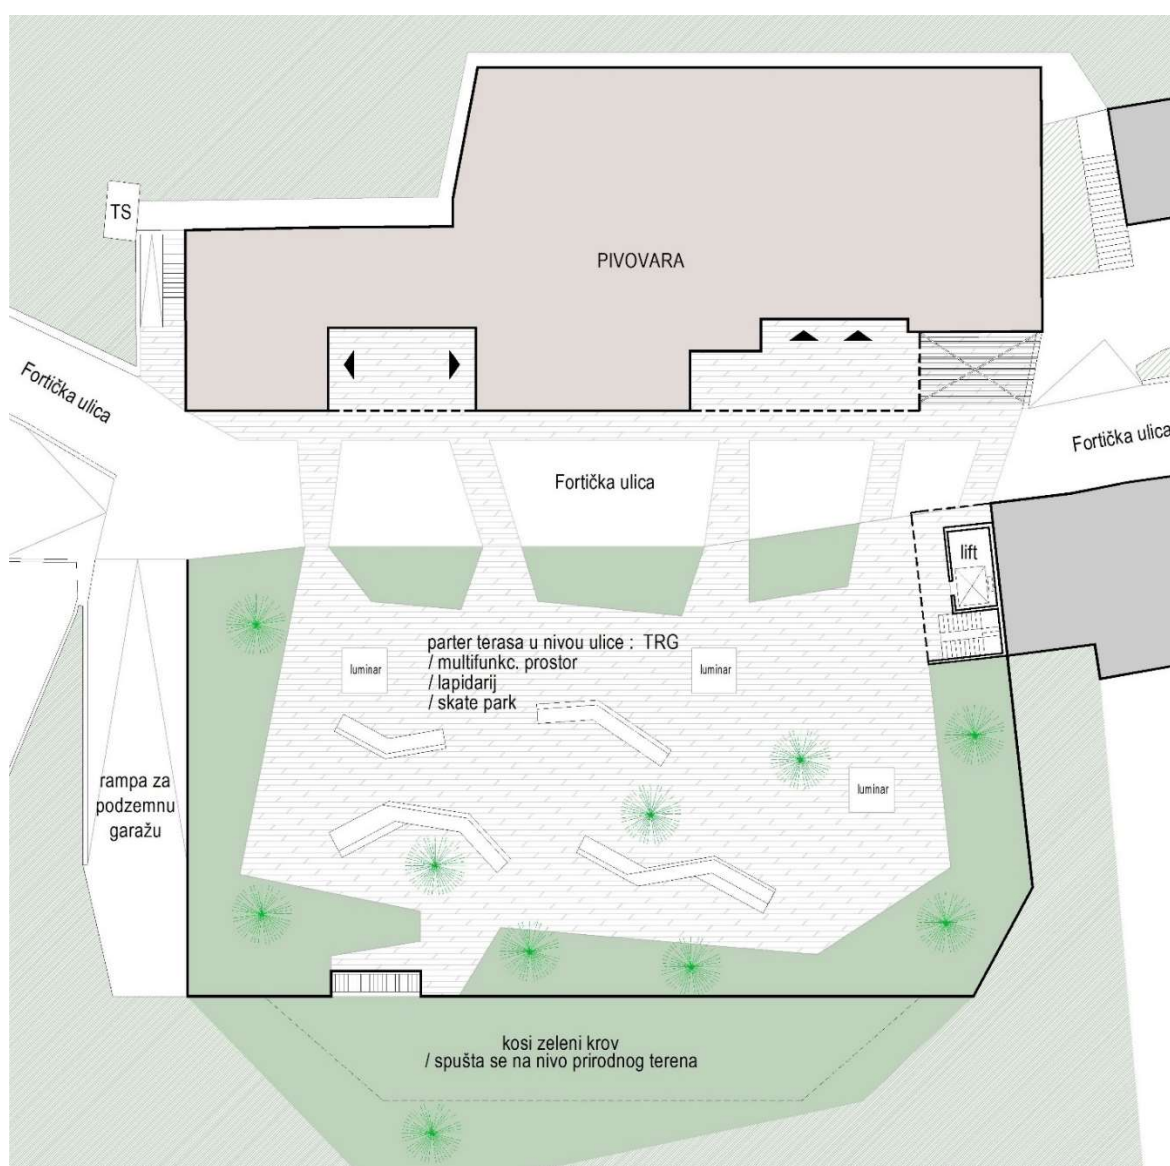 TS
PIVOVARA
Fortička ulica
Fortička ulica
Fortička ulica
lift
parter terasa u nivou ulice : TRG
/ multifunkc. prostor
/ lapidarij
/ skate park
luminar
luminar
luminar
rampa za
podzemnu
garažu
kosi zeleni krov
/ spušta se na nivo prirodnog terena